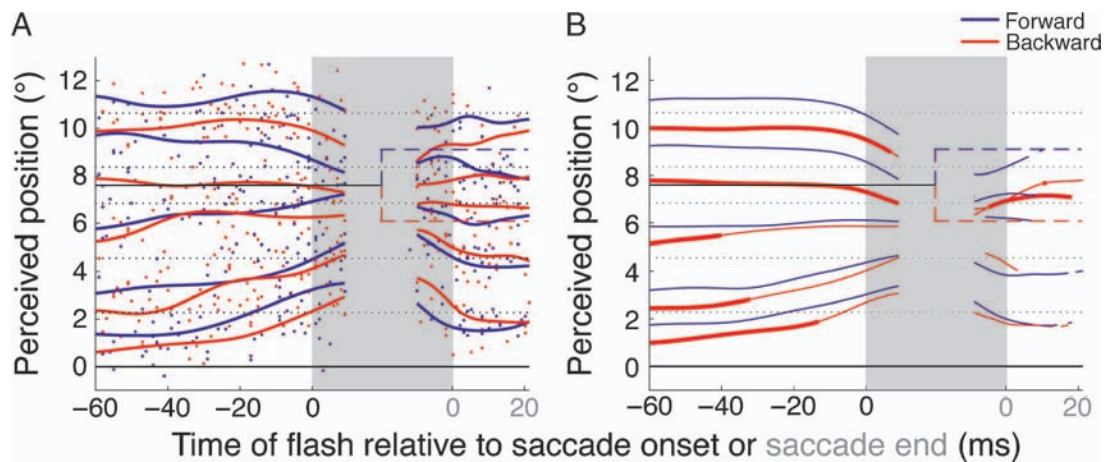 A
B
Forward
Backward
Perceived position (°)
12
10
8
6
4
2
0
−60 −40 −20 0 0 20
Perceived position (°)
12
10
8
6
4
2
0
−60 −40 −20 0 0 20
Time of flash relative to saccade onset or saccade end (ms)